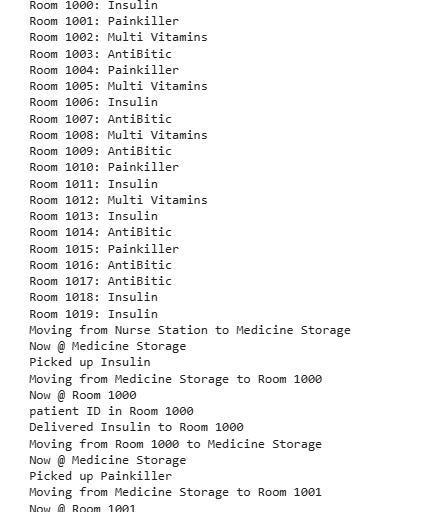 Room 1000: Insulin
Room 1001: Painkiller
Room 1002: Multi Vitamins
Room 1003: AntiBitic
Room 1004: Painkiller
Room 1005: Multi Vitamins
Room 1006: Insulin
Room 1007: AntiBitic
Room 1008: Multi Vitamins
Room 1009: AntiBitic
Room 1010: Painkiller
Room 1011: Insulin
Room 1012: Multi Vitamins
Room 1013: Insulin
Room 1014: AntiBitic
Room 1015: Painkiller
Room 1016: AntiBitic
Room 1017: AntiBitic
Room 1018: Insulin
Room 1019: Insulin
Moving from Nurse Station to Medicine Storage
Now @ Medicine Storage
Picked up Insulin
Moving from Medicine Storage to Room 1000
Now @ Room 1000
patient ID in Room 1000
Delivered Insulin to Room 1000
Moving from Room 1000 to Medicine Storage
Now @ Medicine Storage
Picked up Painkiller
Moving from Medicine Storage to Room 1001
Now @ Room 1001